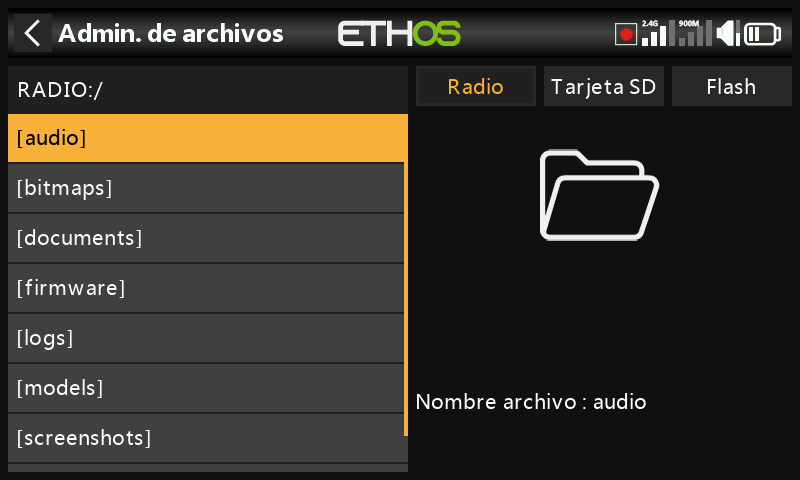 Admin. de archivos
ETHOS
2.4G
900M
RADIO:/
Radio
Tarjeta SD
Flash
[audio]
[bitmaps]
[documents]
[firmware]
[logs]
[models]
[screenshots]
Nombre archivo : audio